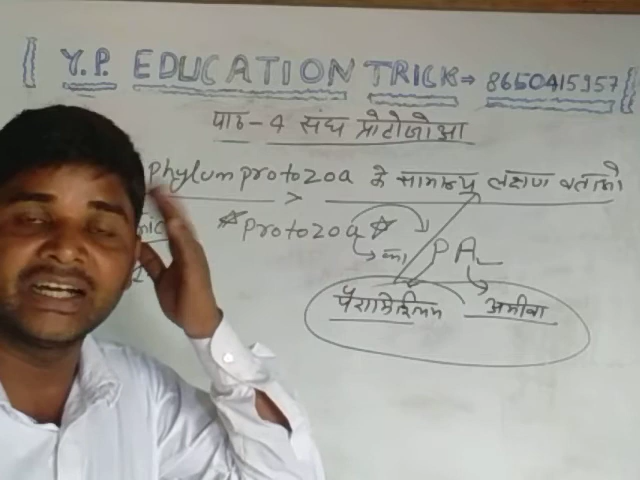 Y.P. EDUCATION TRICK→ 8650415957
पाठ-4 संघ प्रोटोजोआ
Phylum protozoa के सामान्य लक्षण बताओ
Protozoa
का PA
पैरामिशियम अमीबा